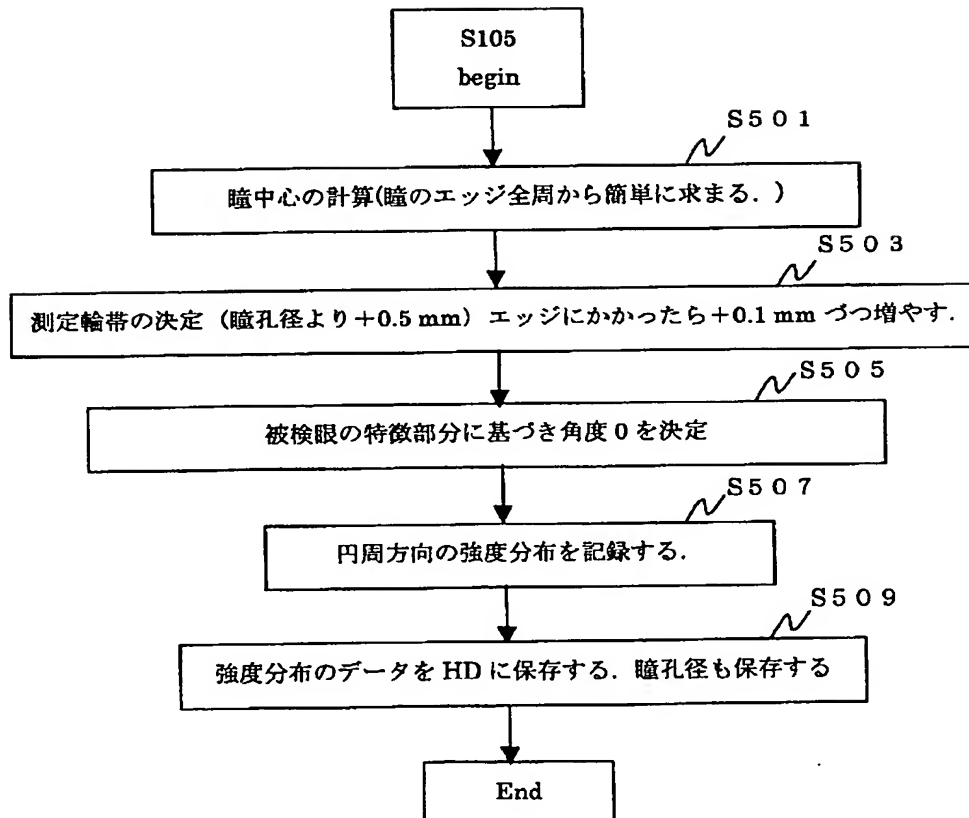 S105
begin
S501
瞳中心の計算(瞳のエッジ全周から簡単に求まる．)
S503
測定輪帯の決定（瞳孔径より＋0.5 mm）エッジにかかったら＋0.1 mm づつ増やす．
S505
被検眼の特徴部分に基づき角度 0 を決定
S507
円周方向の強度分布を記録する．
S509
強度分布のデータを HD に保存する．瞳孔径も保存する
End